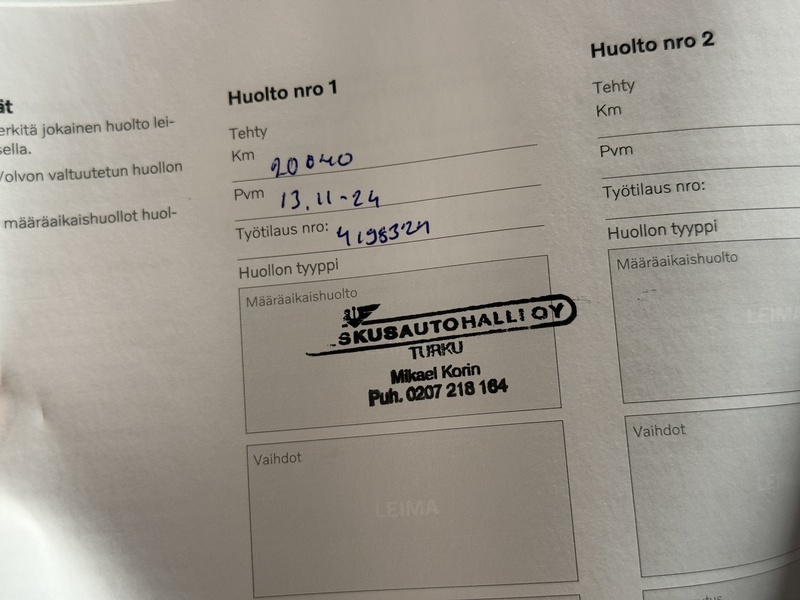 ät
erkitä jokainen huolto lei-
sella.
Volvon valtuutetun huollon
määräaikaishuollot huol-
Huolto nro 1
Tehty
Km 20040
Pvm 13.11-24
Työtilaus nro: 4198324
Huollon tyyppi
Määräaikaishuolto
SKUSAUTOHALLI OY
TURKU
Mikael Korin
Puh. 0207 218 164
Vaihdot
LEIMA
Huolto nro 2
Tehty
Km
Pvm
Työtilaus nro:
Huollon tyyppi
Määräaikaishuolto
LEIM
Vaihdot